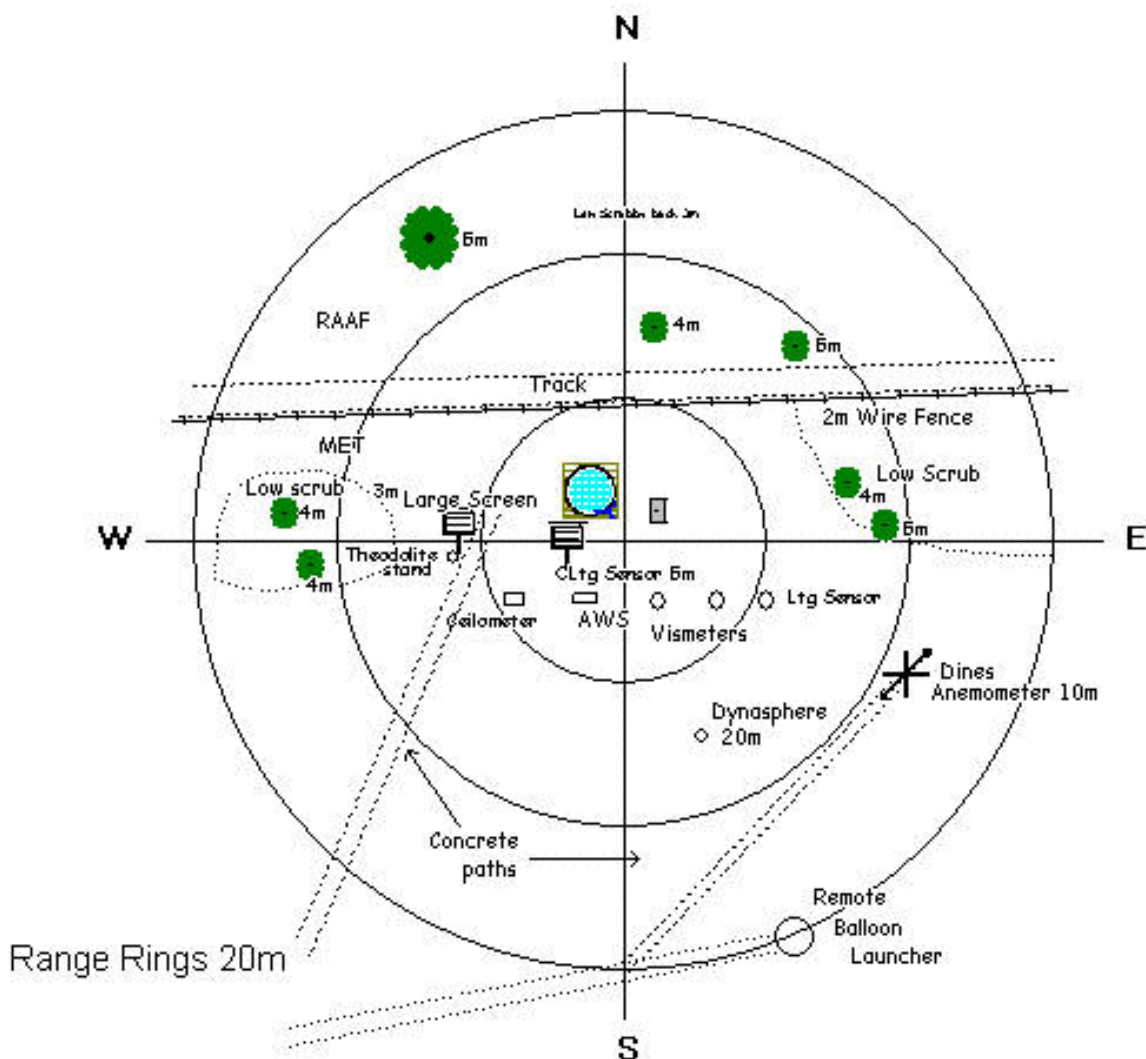 N
6m
RAAF
4m
6m
Track
2m Wire Fence
MET
Low scrub
3m
Large Screen
Low Scrub
4m
4m
6m
W
E
Theodolite
stand
4m
Ltg Sensor 6m
Ltg Sensor
Ceilometer
AWS
Vismeters
Dines
Anemometer 10m
Dynasphere
20m
Concrete
paths
Remote
Balloon
Launcher
Range Rings 20m
S